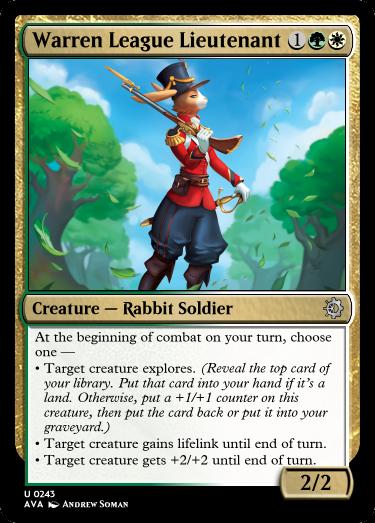 Warren League Lieutenant 1
Creature — Rabbit Soldier
At the beginning of combat on your turn, choose
one —
• Target creature explores. (Reveal the top card of
your library. Put that card into your hand if it's a
land. Otherwise, put a +1/+1 counter on this
creature, then put the card back or put it into your
graveyard.)
• Target creature gains lifelink until end of turn.
• Target creature gets +2/+2 until end of turn.
2/2
U 0243
AVA Andrew Soman